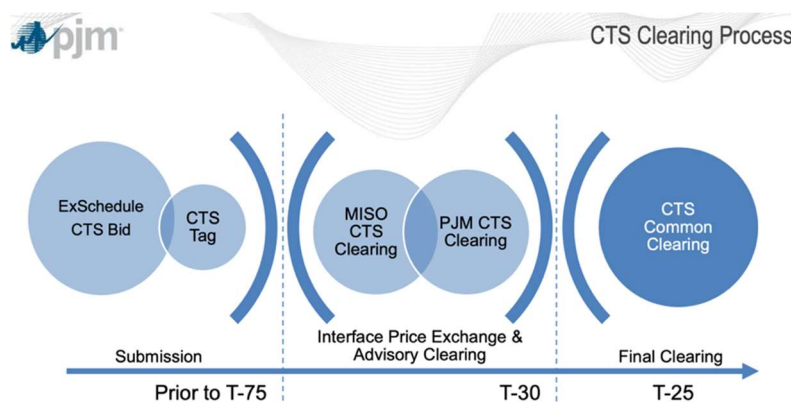 pjm
CTS Clearing Process
ExSchedule
CTS Bid
CTS
Tag
MISO
CTS
Clearing
PJM CTS
Clearing
CTS
Common
Clearing
Submission
Interface Price Exchange &
Advisory Clearing
Final Clearing
Prior to T-75
T-30
T-25